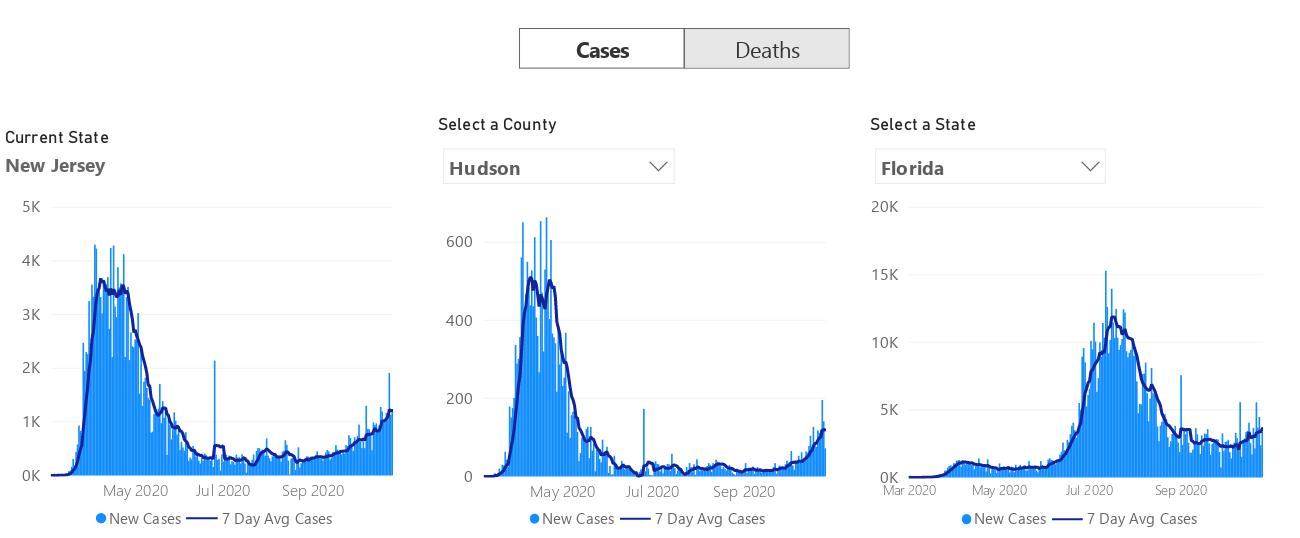 Cases Deaths
Current State
New Jersey
5K
4K
3K
2K
1K
0K
May 2020 Jul 2020 Sep 2020
New Cases 7 Day Avg Cases
Select a County
Hudson
600
400
200
0
May 2020 Jul 2020 Sep 2020
New Cases 7 Day Avg Cases
Select a State
Florida
20K
15K
10K
5K
0K
Mar 2020 May 2020 Jul 2020 Sep 2020
New Cases 7 Day Avg Cases